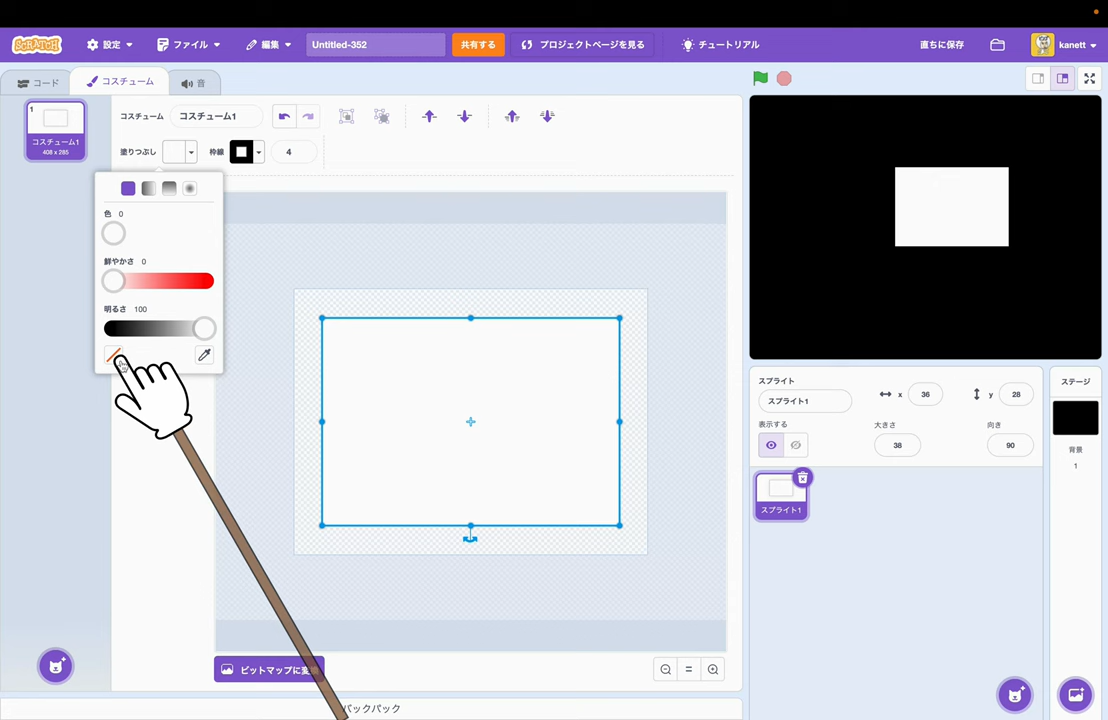 SCRATCH
設定
ファイル
編集
Untitled-352
共有する
プロジェクトページを見る
チュートリアル
直ちに保存
kanett
コード
コスチューム
音
1
コスチューム1
408 x 285
コスチューム
コスチューム1
塗りつぶし
枠線
4
色 0
鮮やかさ 0
明るさ 100
ビットマップに変
バックパック
スプライト
スプライト1
x
36
y
28
表示する
大きさ
38
向き
90
スプライト1
ステージ
背景
1